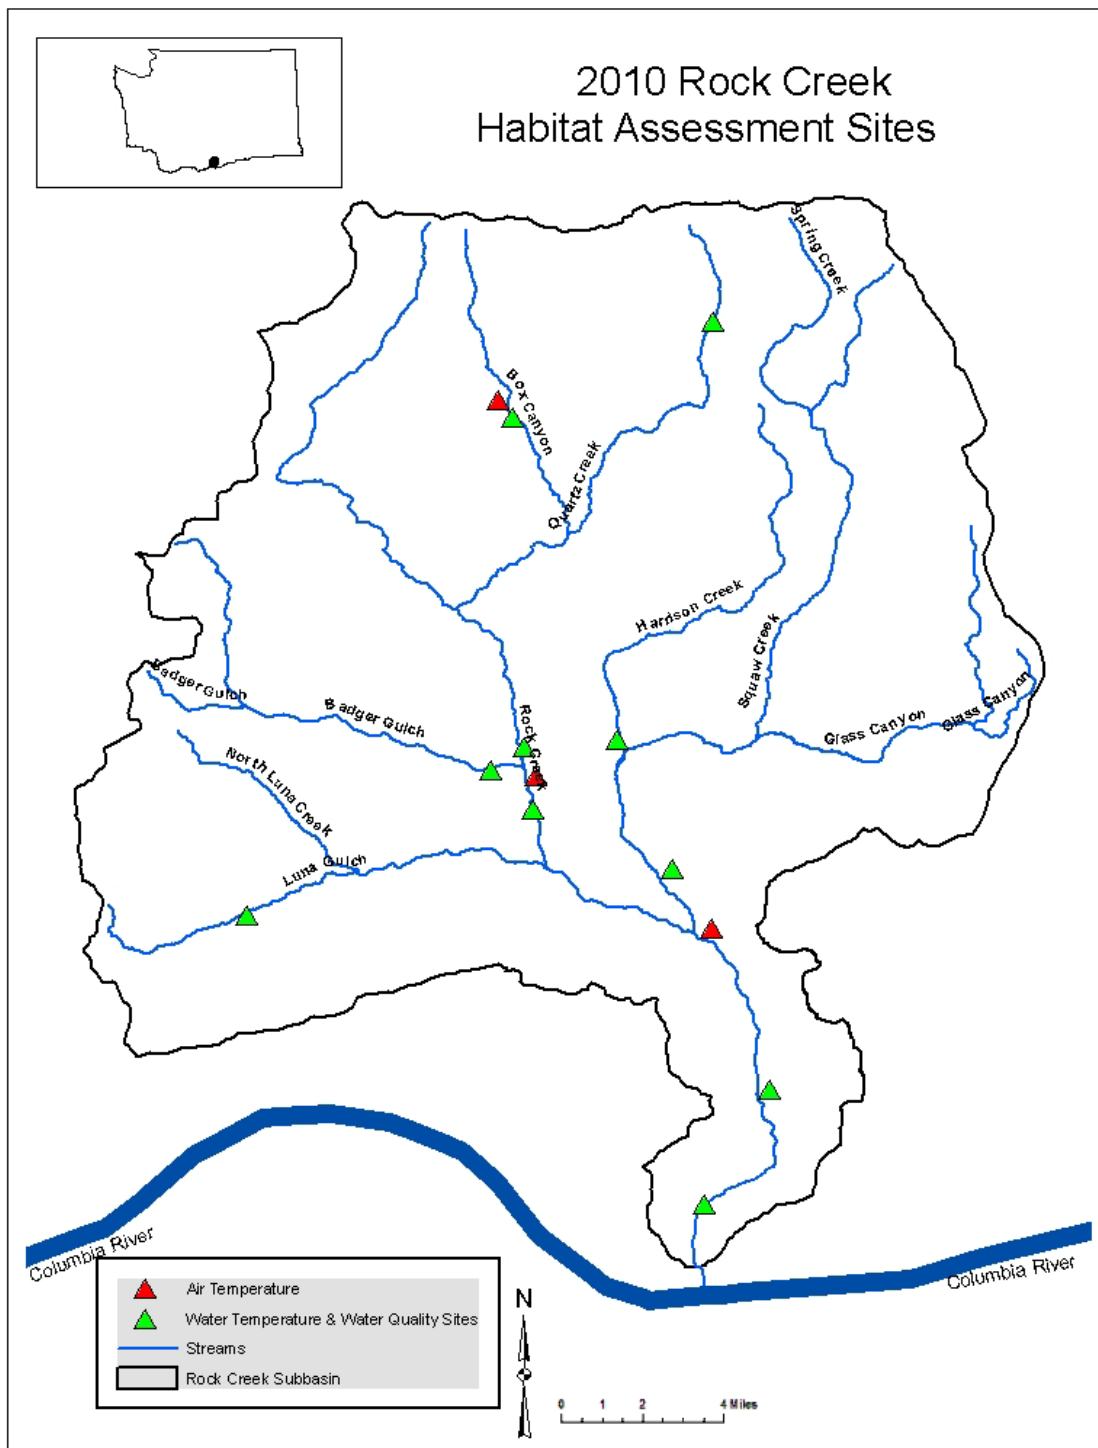 2010 Rock Creek
Habitat Assessment Sites
Spring Creek
Box Canyon
Quartz Creek
Harrison Creek
Squaw Creek
Badger Gulch
Badger Gulch
Rock Creek
Glass Canyon
Glass Canyon
North Luna Creek
Luna Gulch
Columbia River
Columbia River
Air Temperature
Water Temperature & Water Quality Sites
Streams
Rock Creek Subbasin
N
0 1 2 4 Miles